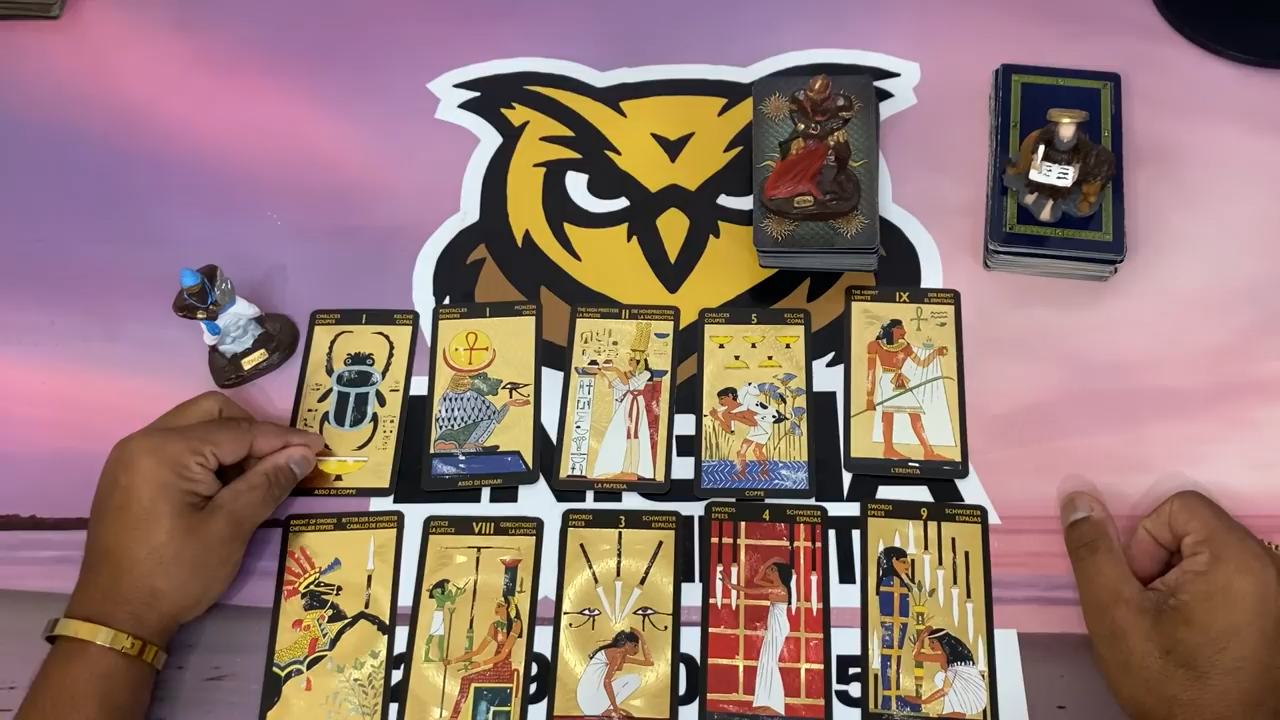 CHALICES COUPES I KELCHE COPAS
ASSO DI COPPE
PENTACLES DENIERS I MÜNZEN OROS
ASSO DI DENARI
THE HIGH PRIESTESS LA PAPESSE II DIE HOHEPRIESTERIN LA SACERDOTISA
LA PAPESSA
CHALICES COUPES 5 KELCHE COPAS
COPPE
THE HERMIT L'ERMITE IX DER EREMIT EL ERMITAÑO
L'EREMITA
KNIGHT OF SWORDS CHEVALIER D'EPEES RITTER DER SCHWERTER CABALLO DE ESPADAS
JUSTICE LA JUSTICE VIII GERECHTIGKEIT LA JUSTICIA
SWORDS EPEES 3 SCHWERTER ESPADAS
SWORDS EPEES 4 SCHWERTER ESPADAS
SWORDS EPEES 9 SCHWERTER ESPADAS